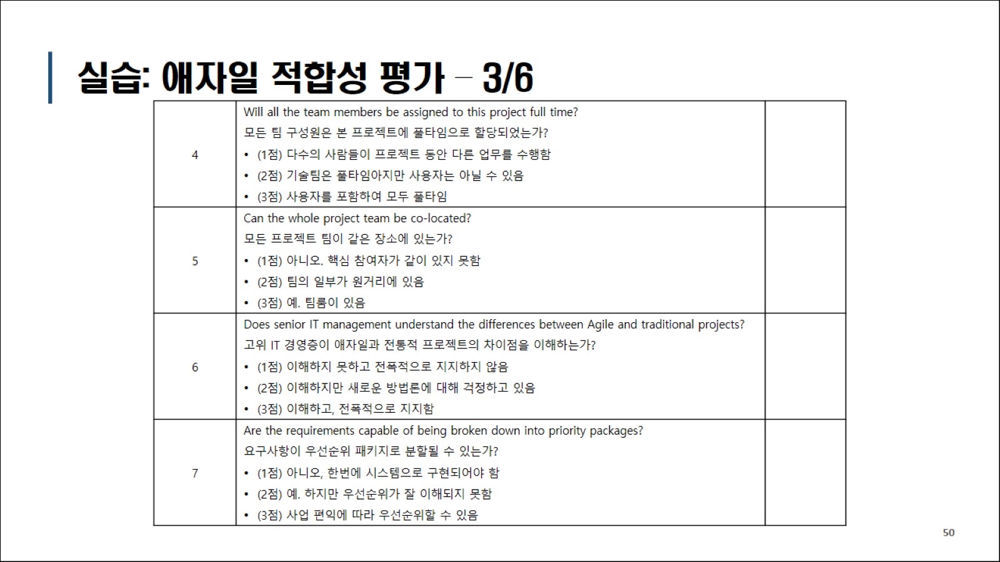 실습: 애자일 적합성 평가 – 3/6
4
Will all the team members be assigned to this project full time?
모든 팀 구성원은 본 프로젝트에 풀타임으로 할당되었는가?
• (1점) 다수의 사람들이 프로젝트 동안 다른 업무를 수행함
• (2점) 기술팀은 풀타임아지만 사용자는 아닐 수 있음
• (3점) 사용자를 포함하여 모두 풀타임
5
Can the whole project team be co-located?
모든 프로젝트 팀이 같은 장소에 있는가?
• (1점) 아니오. 핵심 참여자가 같이 있지 못함
• (2점) 팀의 일부가 원거리에 있음
• (3점) 예. 팀룸이 있음
6
Does senior IT management understand the differences between Agile and traditional projects?
고위 IT 경영층이 애자일과 전통적 프로젝트의 차이점을 이해하는가?
• (1점) 이해하지 못하고 전폭적으로 지지하지 않음
• (2점) 이해하지만 새로운 방법론에 대해 걱정하고 있음
• (3점) 이해하고, 전폭적으로 지지함
7
Are the requirements capable of being broken down into priority packages?
요구사항이 우선순위 패키지로 분할될 수 있는가?
• (1점) 아니오, 한번에 시스템으로 구현되어야 함
• (2점) 예. 하지만 우선순위가 잘 이해되지 못함
• (3점) 사업 편익에 따라 우선순위할 수 있음
50